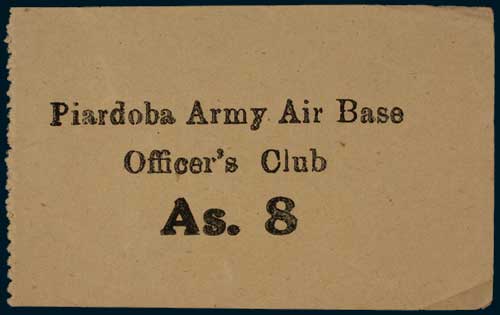 Piardoba Army Air Base
Officer's Club
As. 8